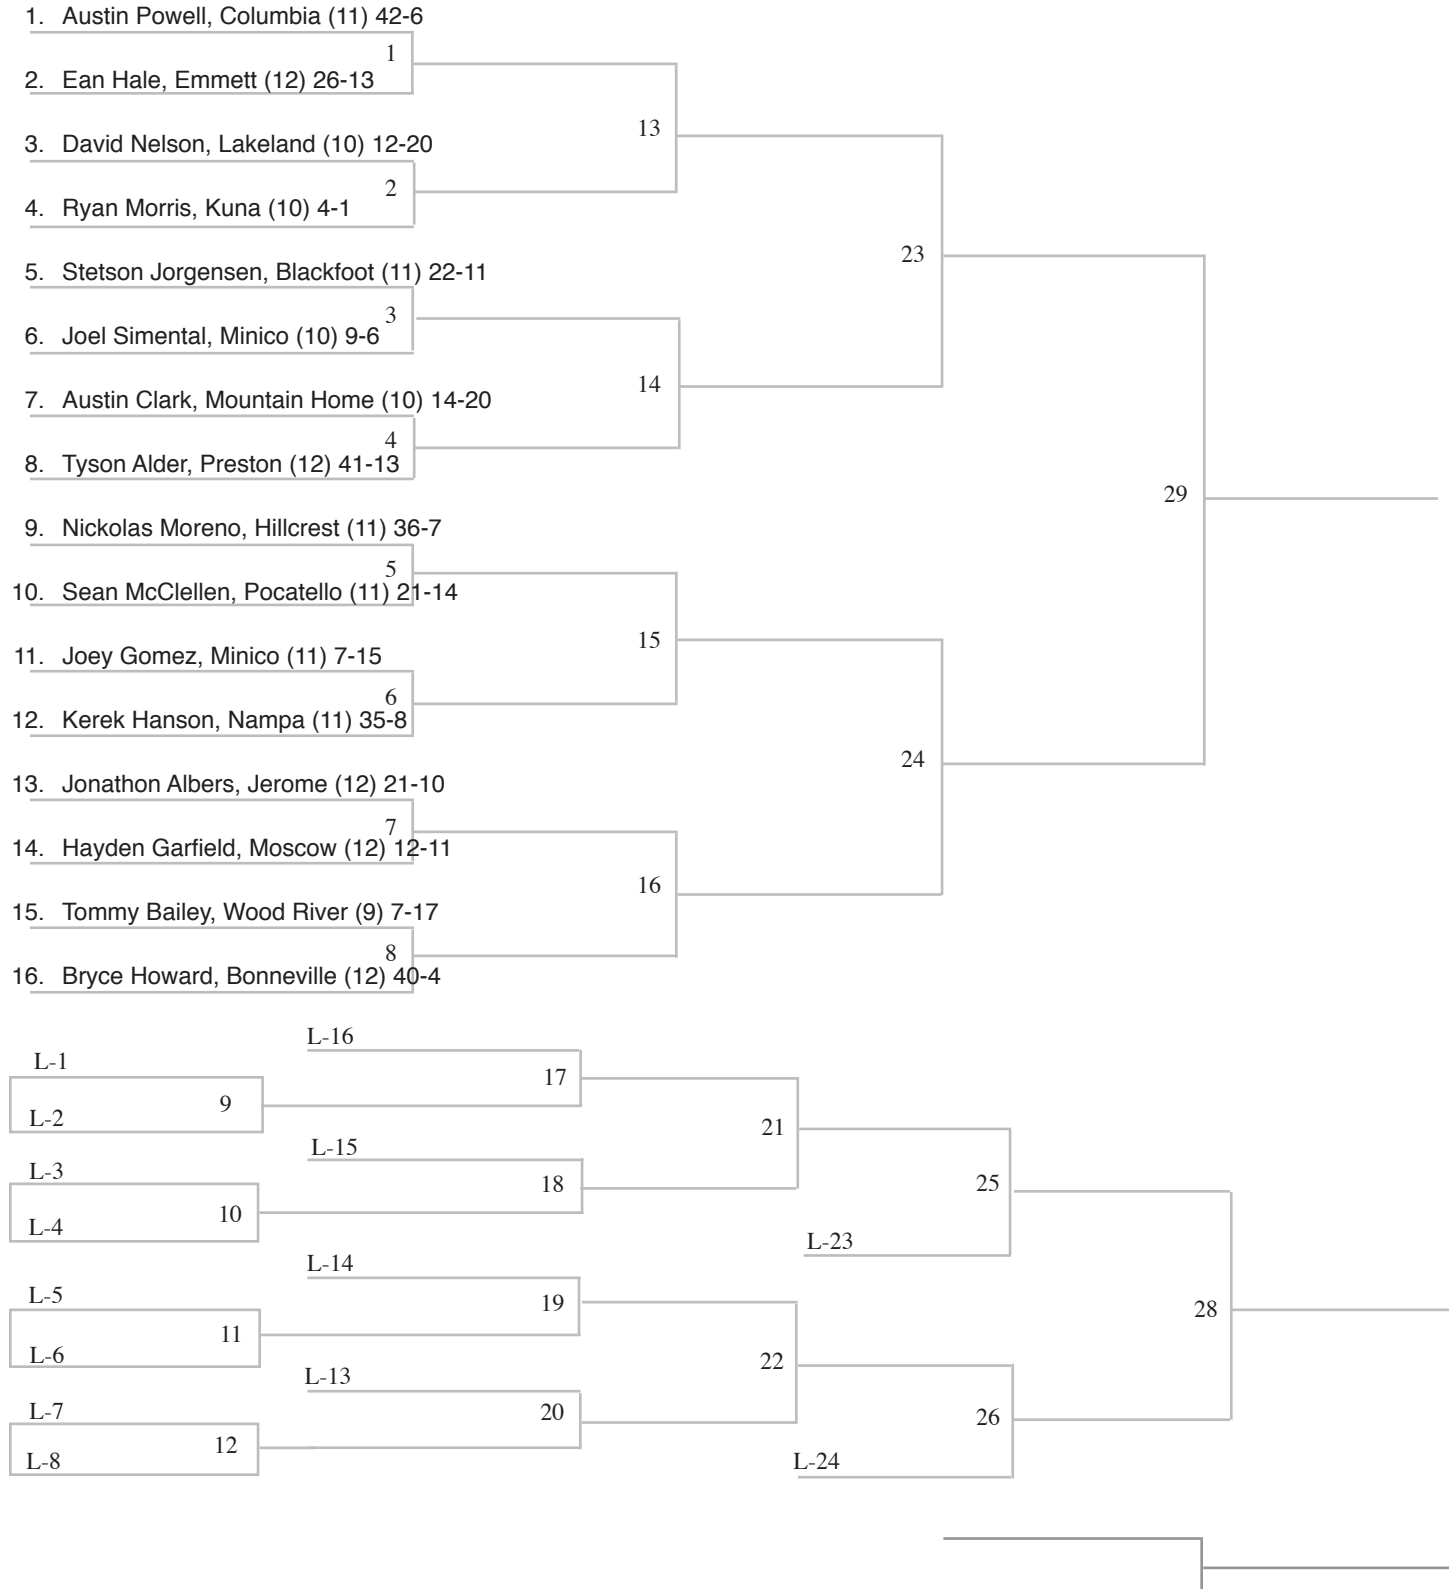 1. Austin Powell, Columbia (11) 42-6
1
2. Ean Hale, Emmett (12) 26-13
13
3. David Nelson, Lakeland (10) 12-20
2
4. Ryan Morris, Kuna (10) 4-1
23
5. Stetson Jorgensen, Blackfoot (11) 22-11
3
6. Joel Simental, Minico (10) 9-6
14
7. Austin Clark, Mountain Home (10) 14-20
4
8. Tyson Alder, Preston (12) 41-13
29
9. Nickolas Moreno, Hillcrest (11) 36-7
5
10. Sean McClellen, Pocatello (11) 21-14
15
11. Joey Gomez, Minico (11) 7-15
6
12. Kerek Hanson, Nampa (11) 35-8
24
13. Jonathon Albers, Jerome (12) 21-10
7
14. Hayden Garfield, Moscow (12) 12-11
16
15. Tommy Bailey, Wood River (9) 7-17
8
16. Bryce Howard, Bonneville (12) 40-4
L-16
L-1
17
9
L-2
21
L-15
L-3
18
25
10
L-4
L-23
L-14
L-5
19
28
11
L-6
22
L-13
L-7
20
26
12
L-8
L-24